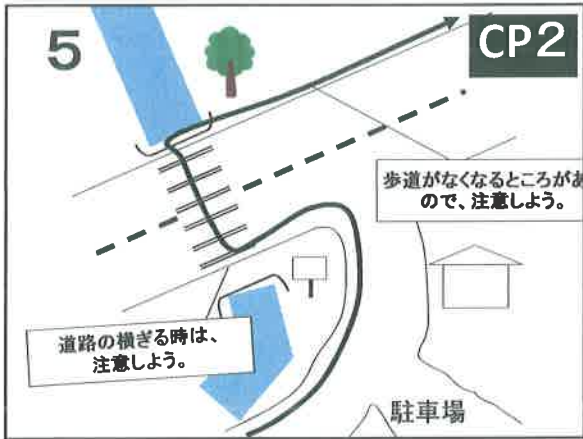 5
CP2
歩道がなくなるところがあ
ので、注意しよう。
道路の横ぎる時は、
注意しよう。
駐車場